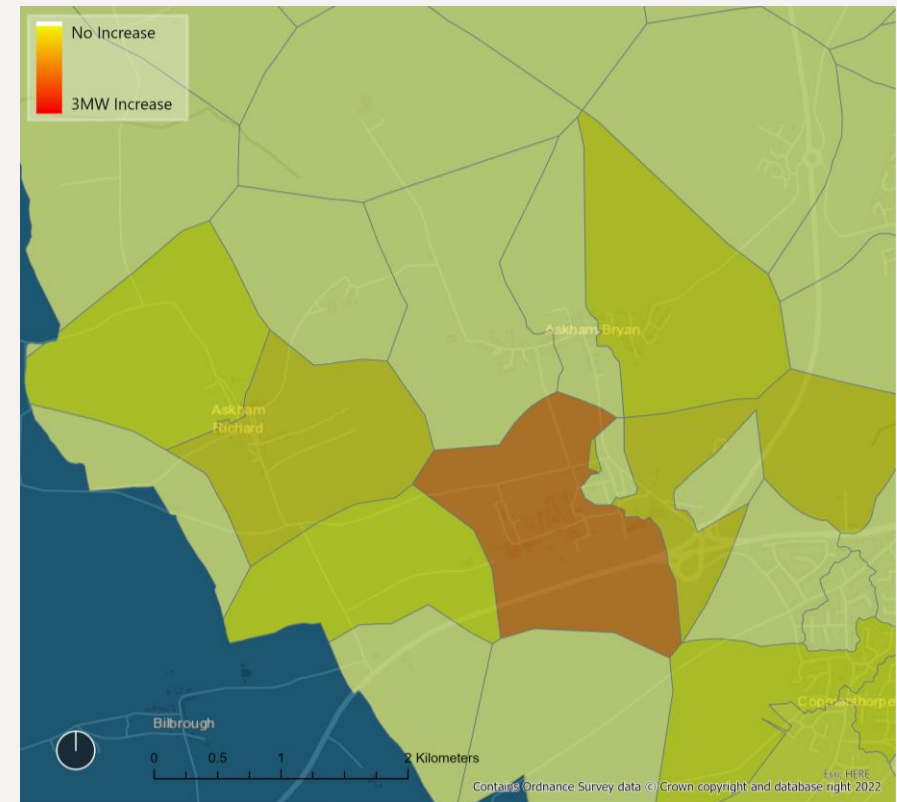 No Increase
3MW Increase
Askham Bryan
Askham
Richard
Copmanthorpe
Bilbrough
0 0.5 1 2 Kilometers
Esri, HERE
Contains Ordnance Survey data © Crown copyright and database right 2022